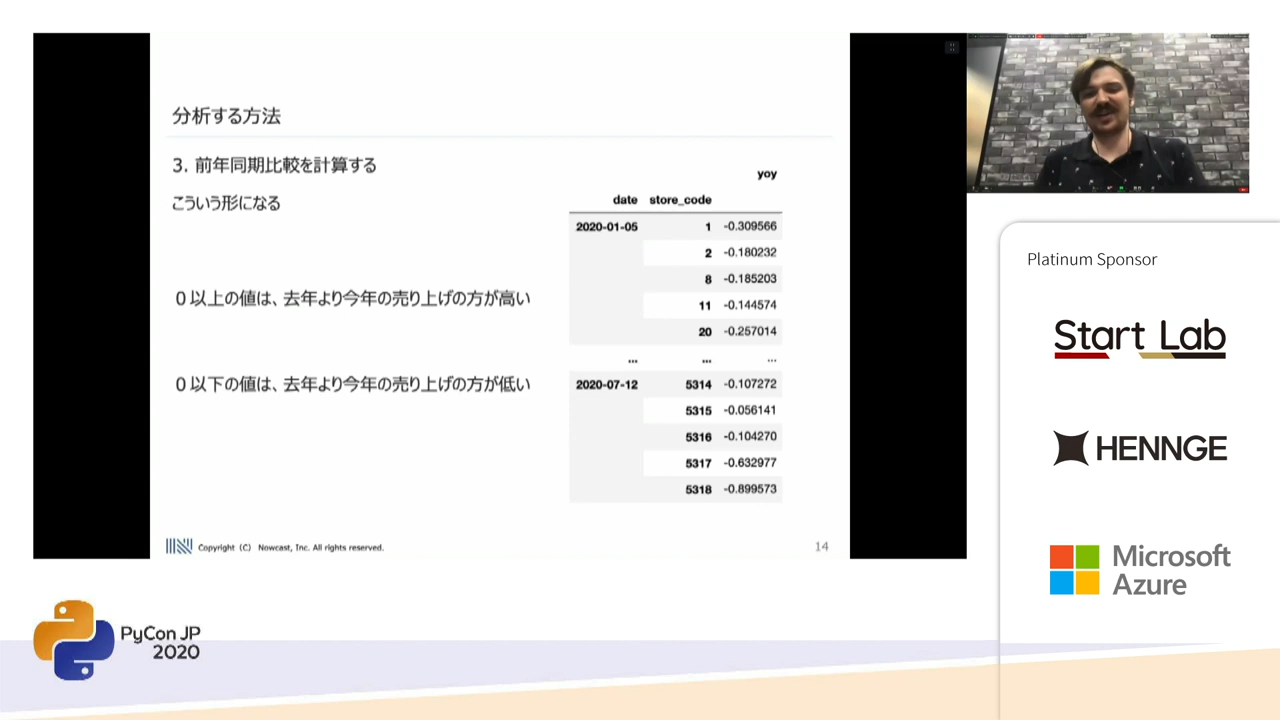 分析する方法
3. 前年同期比較を計算する
こういう形になる
0 以上の値は、去年より今年の売り上げの方が高い
0 以下の値は、去年より今年の売り上げの方が低い
yoy
date store_code
2020-01-05 1 -0.309566
2 -0.180232
8 -0.185203
11 -0.144574
20 -0.257014
... ... ...
2020-07-12 5314 -0.107272
5315 -0.056141
5316 -0.104270
5317 -0.632977
5318 -0.899573
Copyright (C) Nowcast, Inc. All rights reserved.
14
Platinum Sponsor
Start Lab
HENNGE
Microsoft
Azure
PyCon JP
2020